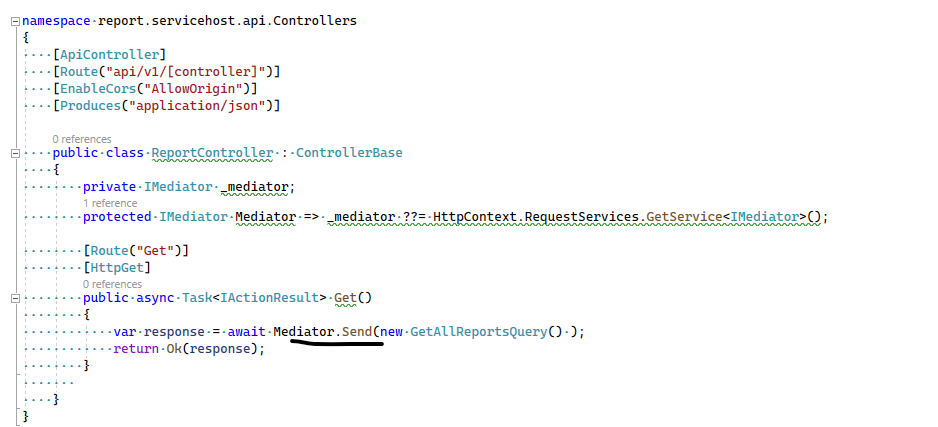 namespace report.servicehost.api.Controllers
{
[ApiController]
[Route("api/v1/[controller]")]
[EnableCors("AllowOrigin")]
[Produces("application/json")]
0 references
public class ReportController : ControllerBase
{
private IMediator _mediator;
1 reference
protected IMediator Mediator => _mediator ??= HttpContext.RequestServices.GetService<IMediator>();
[Route("Get")]
[HttpGet]
0 references
public async Task<IActionResult> Get()
{
var response = await Mediator.Send(new GetAllReportsQuery() );
return Ok(response);
}
}
}